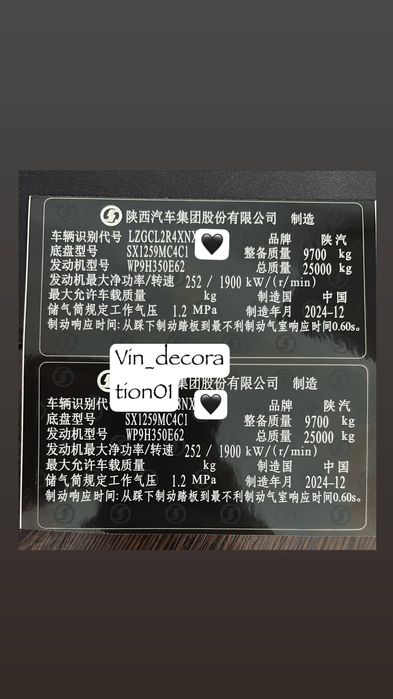 陕西汽车集团股份有限公司 制造
车辆识别代号 LZGCL2R4XNX 品牌 陕汽
底盘型号 SX1259MC4C1 整备质量 9700 kg
发动机型号 WP9H350E62 总质量 25000 kg
发动机最大净功率/转速 252 / 1900 kW/(r/min)
最大允许车载质量 kg 制造国 中国
储气筒规定工作气压 1.2 MPa 制造年月 2024-12
制动响应时间:从踩下制动踏板到最不利制动气室响应时间0.60s。
Vin_decora
tion01
集团股份有限公司 制造
车辆识别代 NX 品牌 陕汽
底盘型号 SX1259MC4C1 整备质量 9700 kg
发动机型号 WP9H350E62 总质量 25000 kg
发动机最大净功率/转速 252 / 1900 kW/(r/min)
最大允许车载质量 kg 制造国 中国
储气筒规定工作气压 1.2 MPa 制造年月 2024-12
制动响应时间:从踩下制动踏板到最不利制动气室响应时间0.60s。